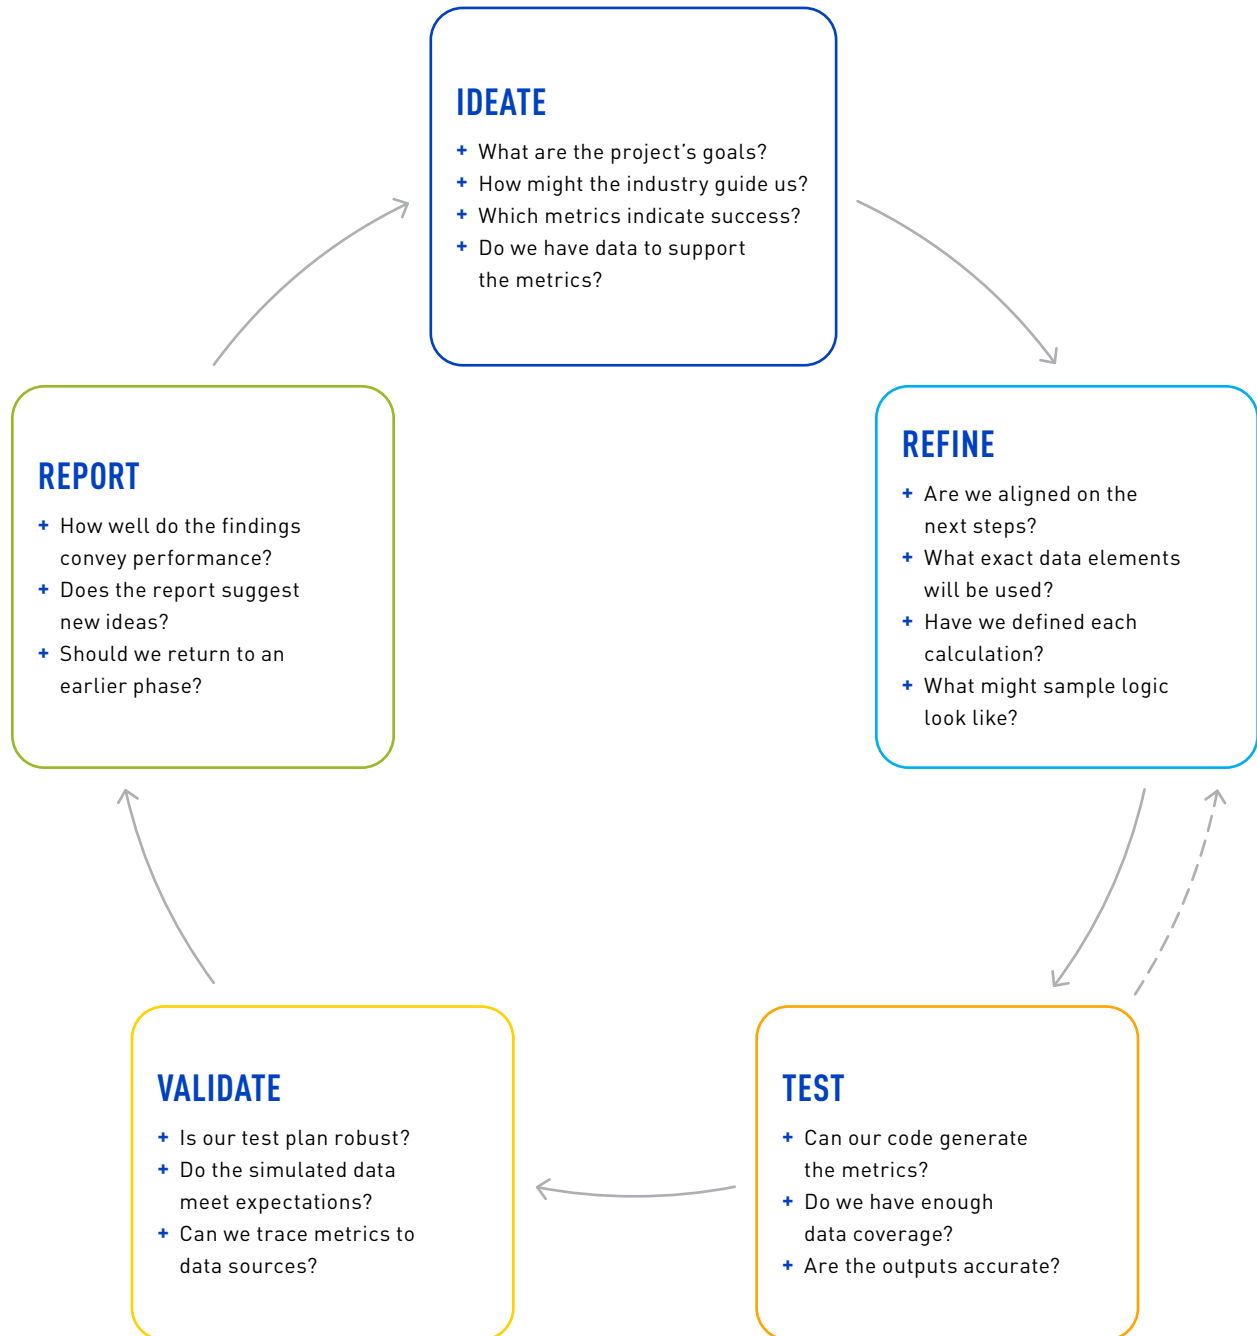 IDEATE
+ What are the project's goals?
+ How might the industry guide us?
+ Which metrics indicate success?
+ Do we have data to support
the metrics?
REFINE
+ Are we aligned on the
next steps?
+ What exact data elements
will be used?
+ Have we defined each
calculation?
+ What might sample logic
look like?
TEST
+ Can our code generate
the metrics?
+ Do we have enough
data coverage?
+ Are the outputs accurate?
VALIDATE
+ Is our test plan robust?
+ Do the simulated data
meet expectations?
+ Can we trace metrics to
data sources?
REPORT
+ How well do the findings
convey performance?
+ Does the report suggest
new ideas?
+ Should we return to an
earlier phase?